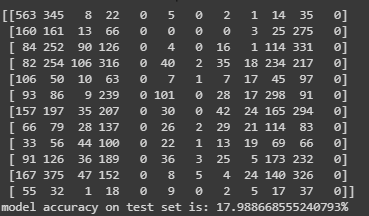 [[563 345 8 22 0 5 0 2 1 14 35 0]
[160 161 13 66 0 0 0 0 3 25 275 0]
[ 84 252 90 126 0 4 0 16 1 114 331 0]
[ 82 254 106 316 0 40 2 35 18 234 217 0]
[106 50 10 63 0 7 1 7 17 45 97 0]
[ 93 86 9 239 0 101 0 28 17 298 91 0]
[157 197 35 207 0 30 0 42 24 165 294 0]
[ 66 79 28 137 0 26 2 29 21 114 83 0]
[ 33 56 44 100 0 22 1 13 19 69 66 0]
[ 91 126 36 189 0 36 3 25 5 173 232 0]
[167 375 47 152 0 8 5 4 24 140 326 0]
[ 55 32 1 18 0 9 0 2 5 17 37 0]]
model accuracy on test set is: 17.988668555240793%